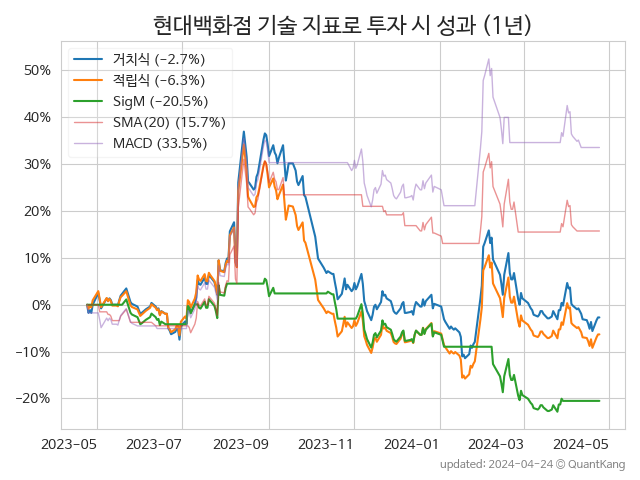 현대백화점 기술 지표로 투자 시 성과 (1년)
거치식 (−2.7%)
적립식 (−6.3%)
SigM (−20.5%)
SMA(20) (15.7%)
MACD (33.5%)
50%
40%
30%
20%
10%
0%
−10%
−20%
2023-05 2023-07 2023-09 2023-11 2024-01 2024-03 2024-05
updated: 2024-04-24 © QuantKang